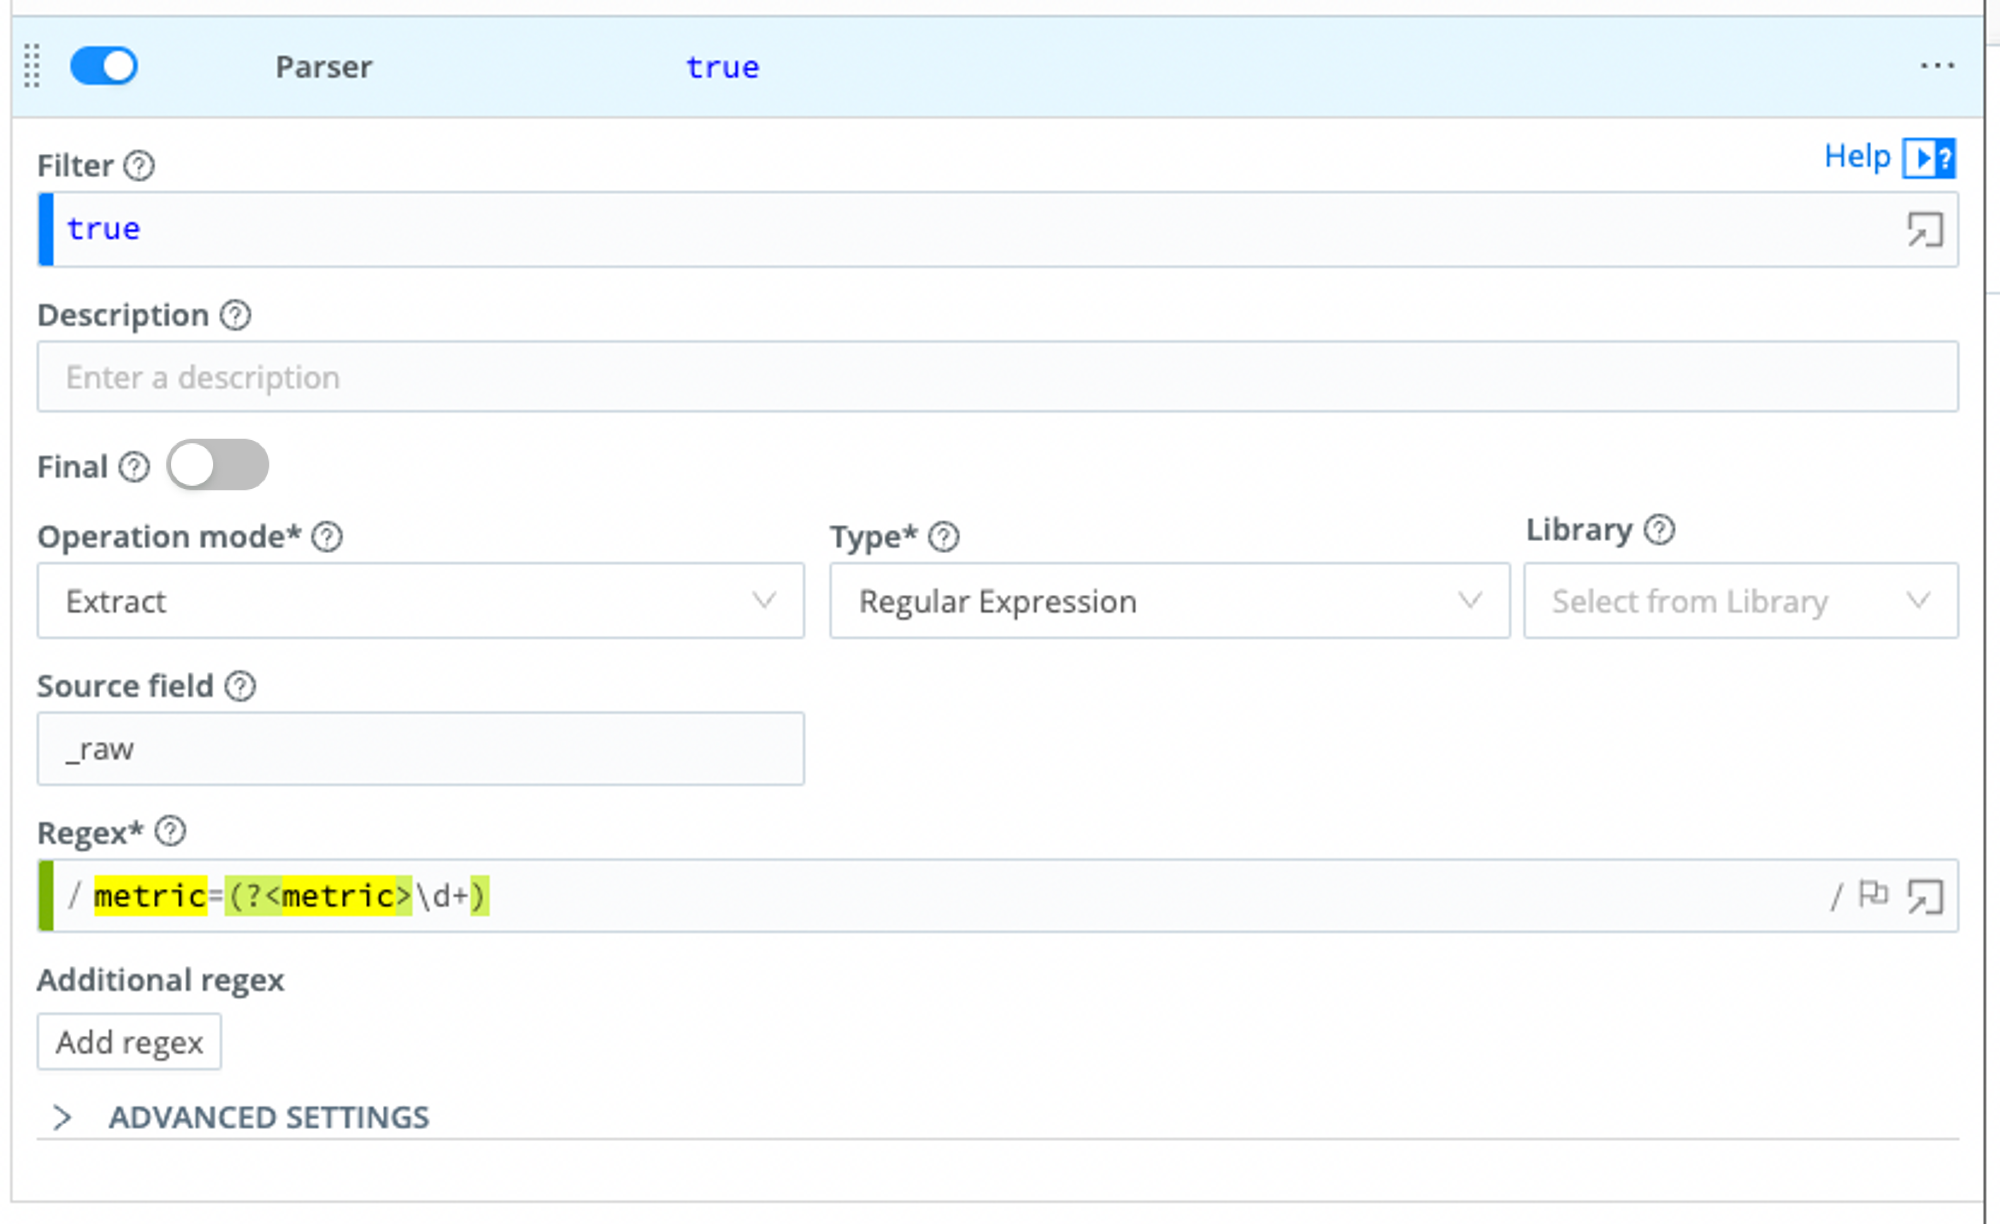 Parser true ···
Filter ? Help ?
true
Description ?
Enter a description
Final ?
Operation mode* ? Type* ? Library ?
Extract Regular Expression Select from Library
Source field ?
_raw
Regex* ?
/ metric=(?<metric>\d+) /
Additional regex
Add regex
ADVANCED SETTINGS